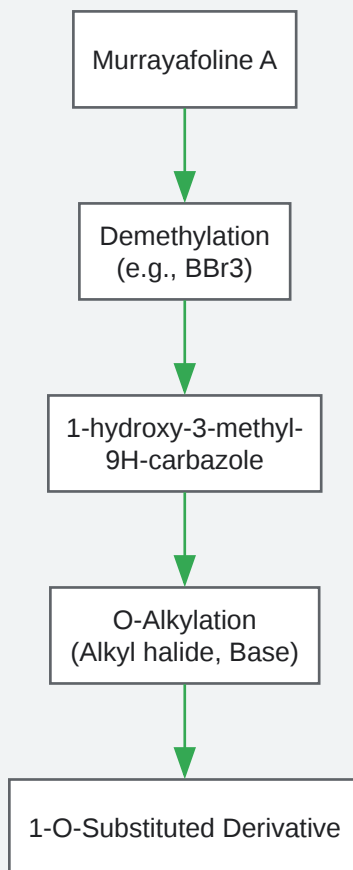 Murrayafoline A
Demethylation
(e.g., BBr3)
1-hydroxy-3-methyl-
9H-carbazole
O-Alkylation
(Alkyl halide, Base)
1-O-Substituted Derivative